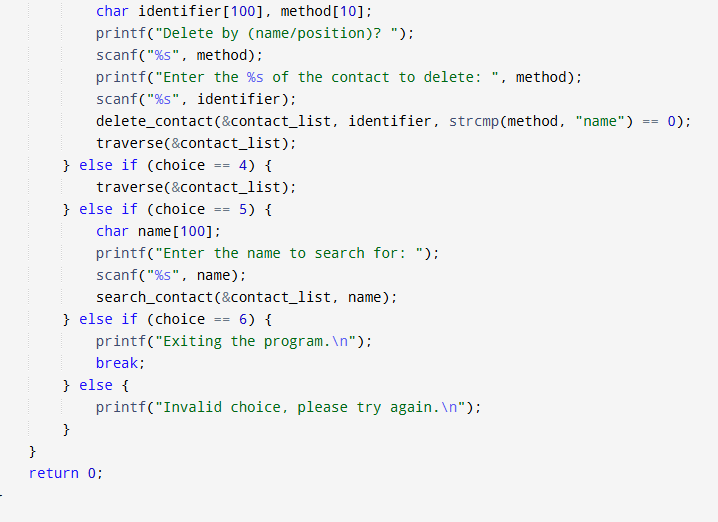 char identifier[100], method[10];
printf("Delete by (name/position)? ");
scanf("%s", method);
printf("Enter the %s of the contact to delete: ", method);
scanf("%s", identifier);
delete_contact(&contact_list, identifier, strcmp(method, "name") == 0);
traverse(&contact_list);
} else if (choice == 4) {
traverse(&contact_list);
} else if (choice == 5) {
char name[100];
printf("Enter the name to search for: ");
scanf("%s", name);
search_contact(&contact_list, name);
} else if (choice == 6) {
printf("Exiting the program.\n");
break;
} else {
printf("Invalid choice, please try again.\n");
}
}
return 0;